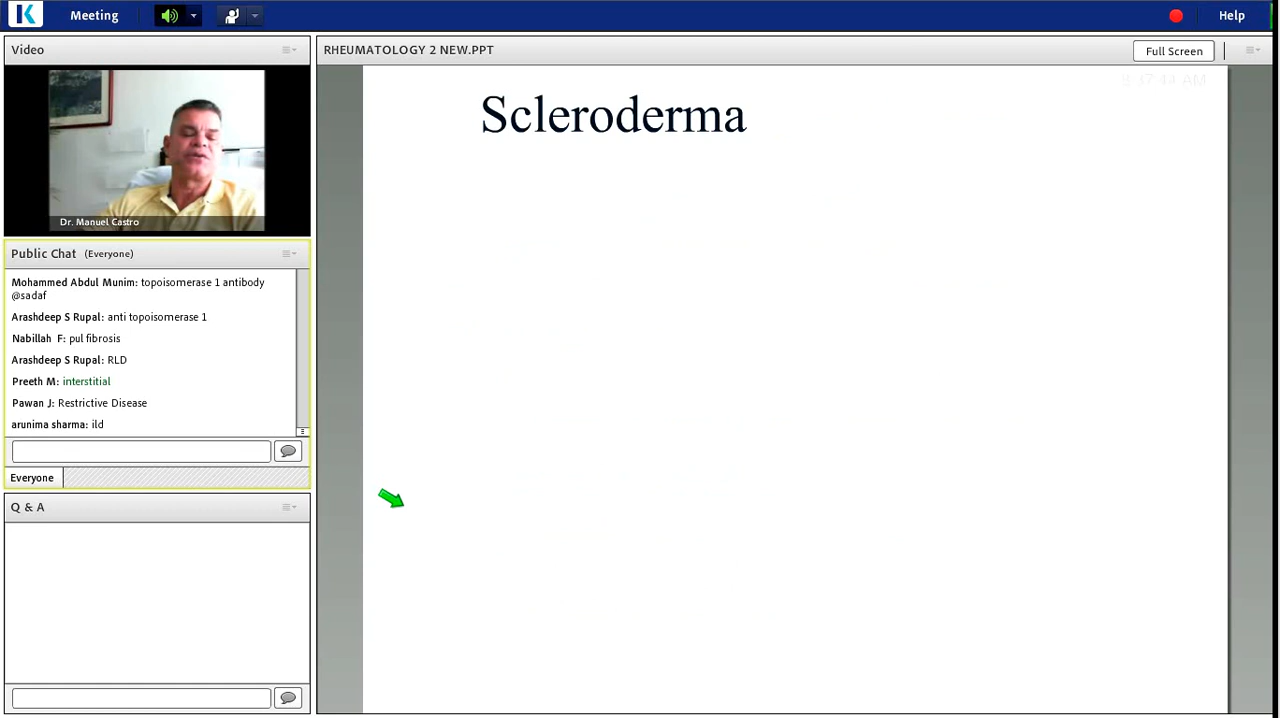 Meeting
Help
Video
Dr. Manuel Castro
Public Chat (Everyone)
Mohammed Abdul Munim: topoisomerase 1 antibody
@sadaf
Arashdeep S Rupal: anti topoisomerase 1
Nabillah F: pul fibrosis
Arashdeep S Rupal: RLD
Preeth M: interstitial
Pawan J: Restrictive Disease
arunima sharma: ild
Everyone
Q & A
RHEUMATOLOGY 2 NEW.PPT
Full Screen
Scleroderma